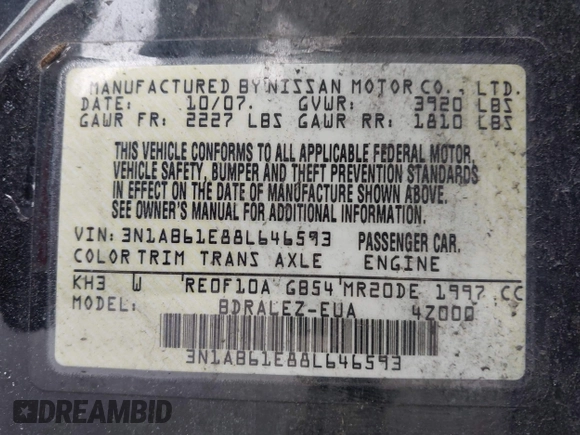 MANUFACTURED BY NISSAN MOTOR CO., LTD.
DATE: 10/07. GVWR: 3920 LBS
GAWR FR: 2227 LBS GAWR RR: 1810 LBS
THIS VEHICLE CONFORMS TO ALL APPLICABLE FEDERAL MOTOR
VEHICLE SAFETY, BUMPER AND THEFT PREVENTION STANDARDS
IN EFFECT ON THE DATE OF MANUFACTURE SHOWN ABOVE.
SEE OWNER'S MANUAL FOR ADDITIONAL INFORMATION
VIN: 3N1AB61E88L646593 PASSENGER CAR.
COLOR TRIM TRANS AXLE ENGINE
KH3 W RE0F10A GB54 MR20DE 1997 CC
MODEL: BDRALEZ-EUA 4Z000
3N1AB61E88L646593
DREAMBID